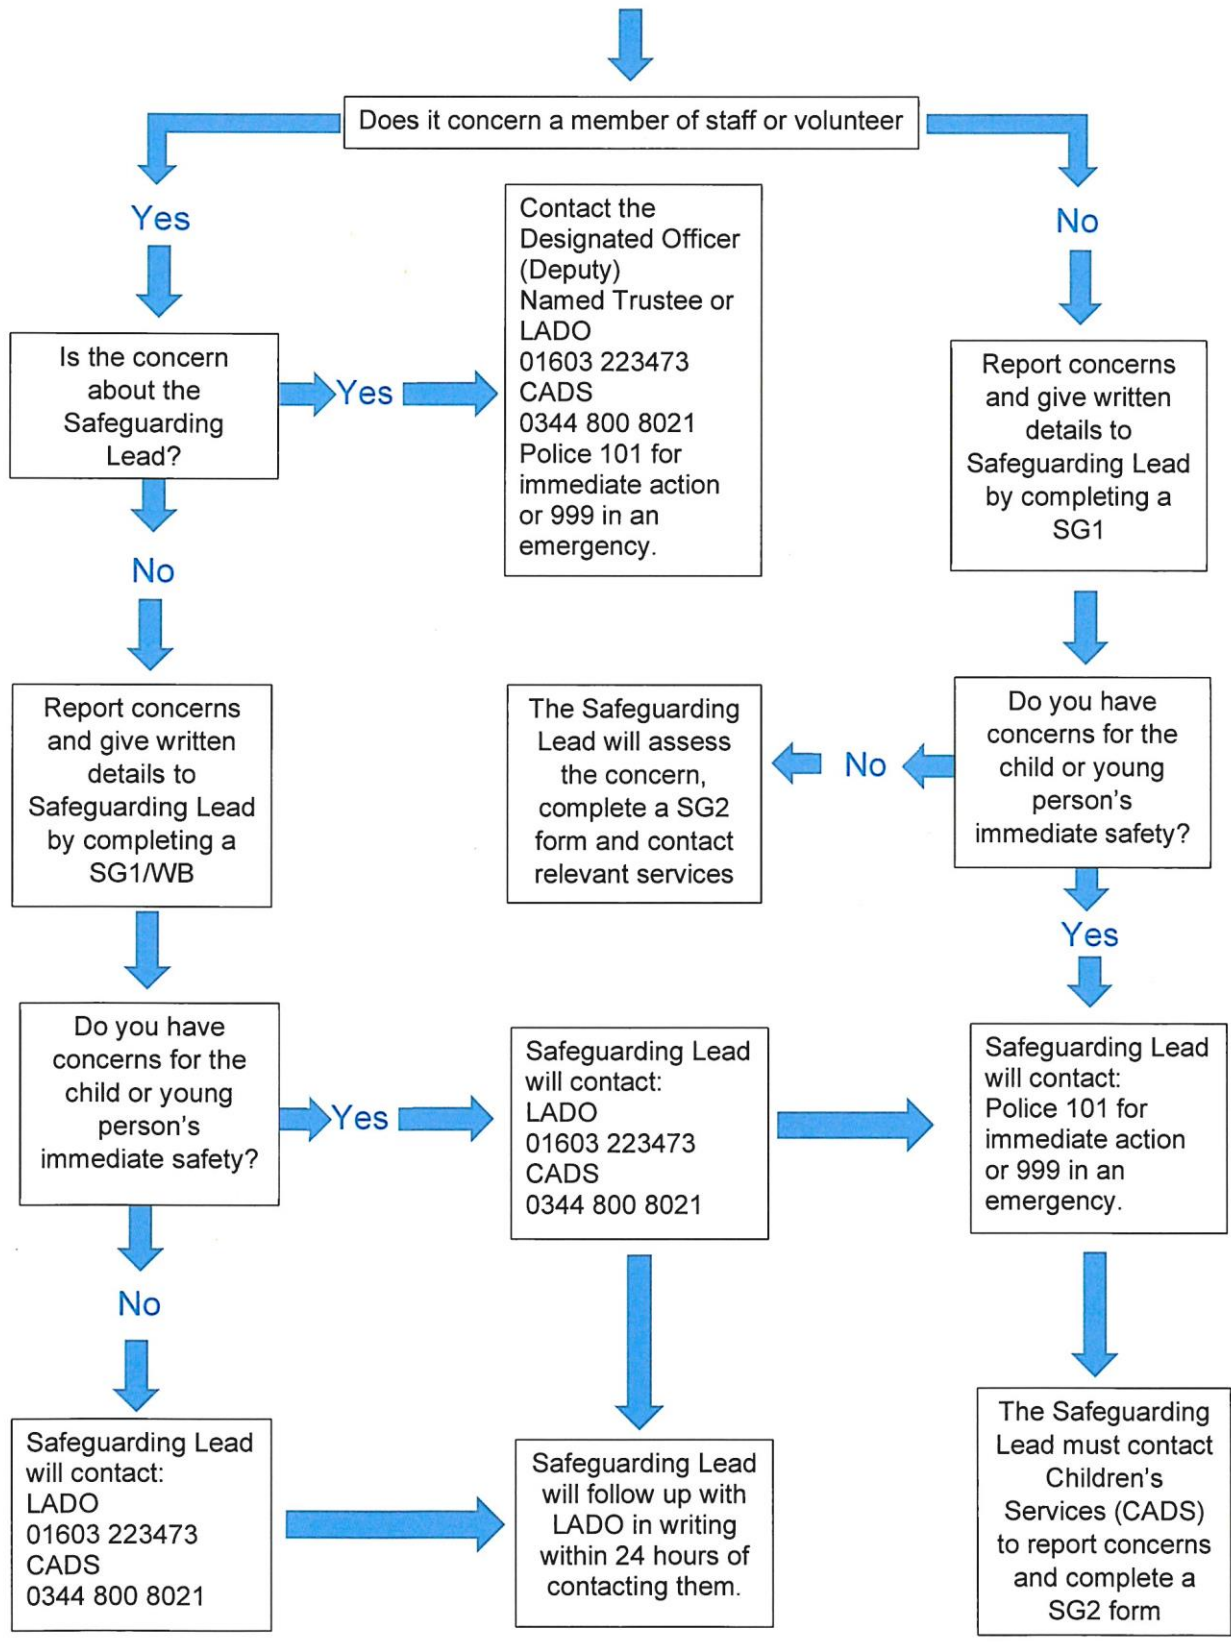 Does it concern a member of staff or volunteer
Yes
No
Contact the
Designated Officer
(Deputy)
Named Trustee or
LADO
01603 223473
CADS
0344 800 8021
Police 101 for
immediate action
or 999 in an
emergency.
Is the concern
about the
Safeguarding
Lead?
Yes
Report concerns
and give written
details to
Safeguarding Lead
by completing a
SG1
No
Report concerns
and give written
details to
Safeguarding Lead
by completing a
SG1/WB
The Safeguarding
Lead will assess
the concern,
complete a SG2
form and contact
relevant services
No
Do you have
concerns for the
child or young
person's
immediate safety?
Yes
Do you have
concerns for the
child or young
person's
immediate safety?
Yes
Safeguarding Lead
will contact:
LADO
01603 223473
CADS
0344 800 8021
Safeguarding Lead
will contact:
Police 101 for
immediate action
or 999 in an
emergency.
No
Safeguarding Lead
will contact:
LADO
01603 223473
CADS
0344 800 8021
Safeguarding Lead
will follow up with
LADO in writing
within 24 hours of
contacting them.
The Safeguarding
Lead must contact
Children's
Services (CADS)
to report concerns
and complete a
SG2 form